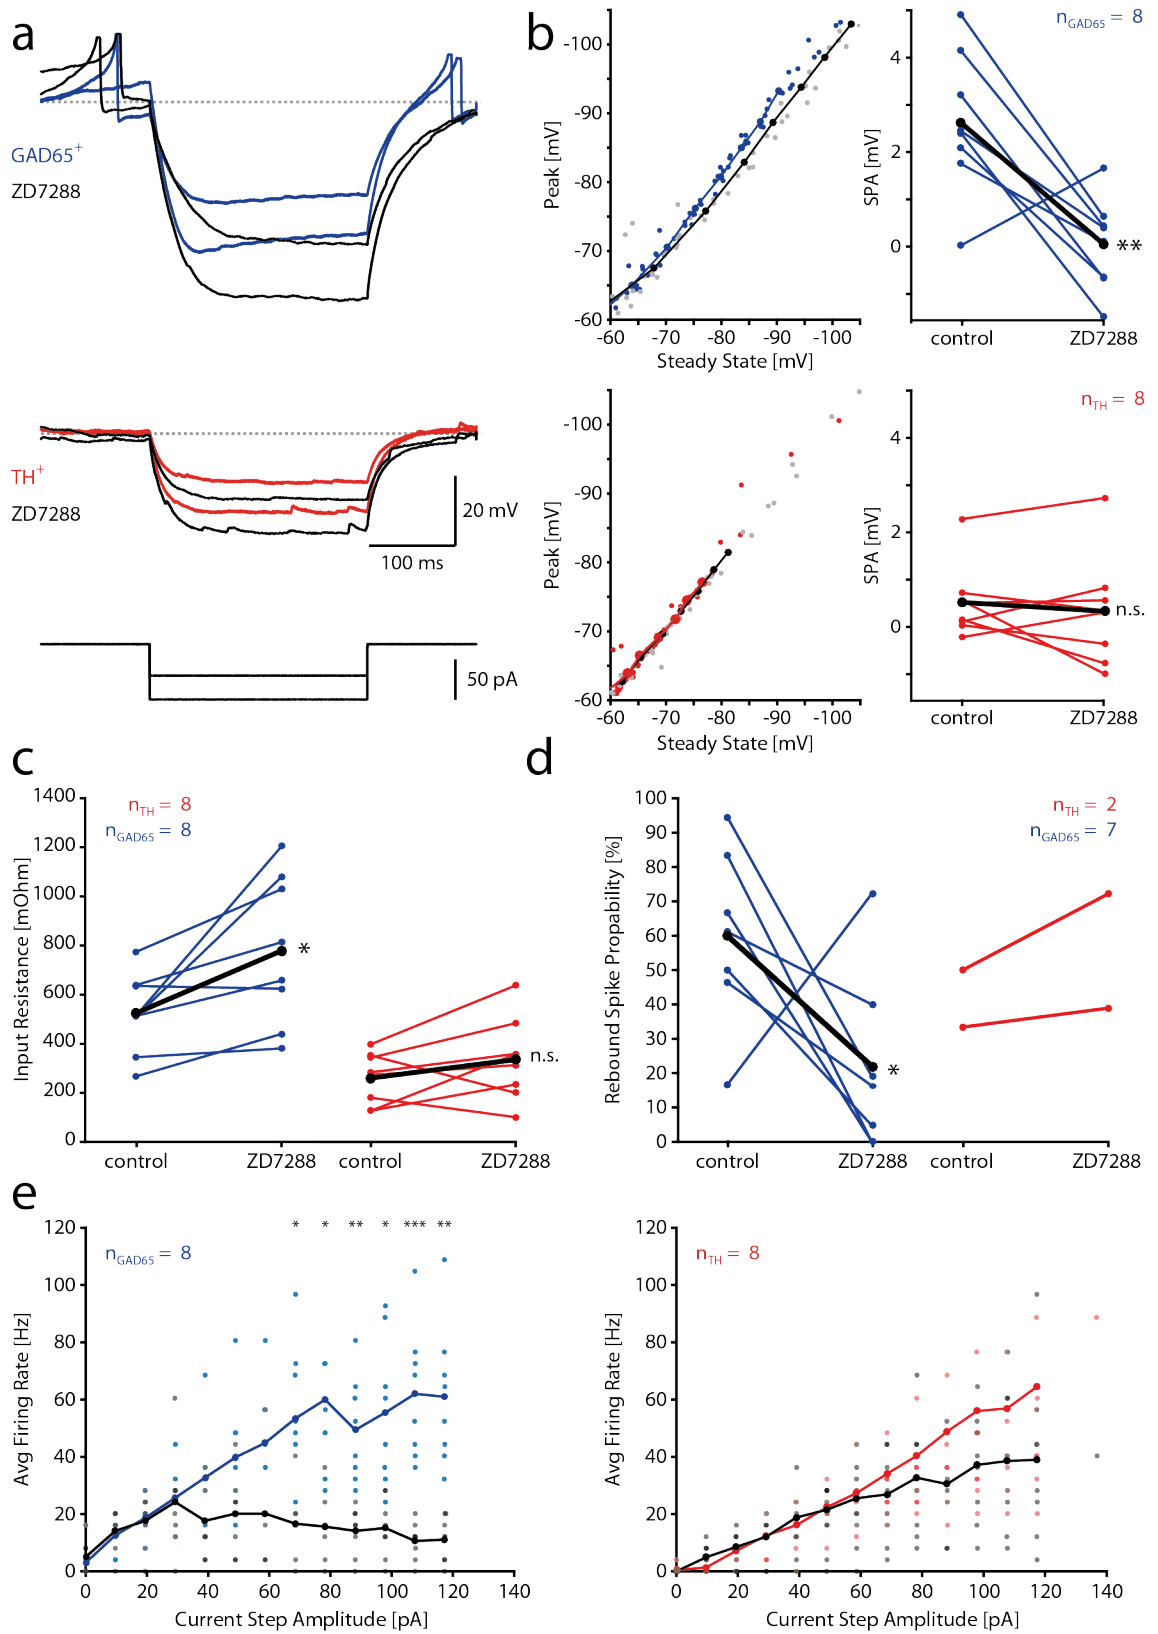 a
GAD65+
ZD7288
TH+
ZD7288
20 mV
100 ms
50 pA
b
nGAD65 = 8
Peak [mV]
-100
-90
-80
-70
-60
-60 -70 -80 -90 -100
Steady State [mV]
SPA [mV]
4
2
0
**
control ZD7288
nTH = 8
Peak [mV]
-100
-90
-80
-70
-60
-60 -70 -80 -90 -100
Steady State [mV]
SPA [mV]
4
2
0
n.s.
control ZD7288
c
nTH = 8
nGAD65 = 8
Input Resistance [mOhm]
1400
1200
1000
800
600
400
200
0
*
n.s.
control ZD7288 control ZD7288
d
nTH = 2
nGAD65 = 7
Rebound Spike Propability [%]
100
90
80
70
60
50
40
30
20
10
0
*
control ZD7288 control ZD7288
e
nGAD65 = 8
* * ** * *** **
Avg Firing Rate [Hz]
120
100
80
60
40
20
0
0 20 40 60 80 100 120 140
Current Step Amplitude [pA]
nTH = 8
Avg Firing Rate [Hz]
120
100
80
60
40
20
0
0 20 40 60 80 100 120 140
Current Step Amplitude [pA]